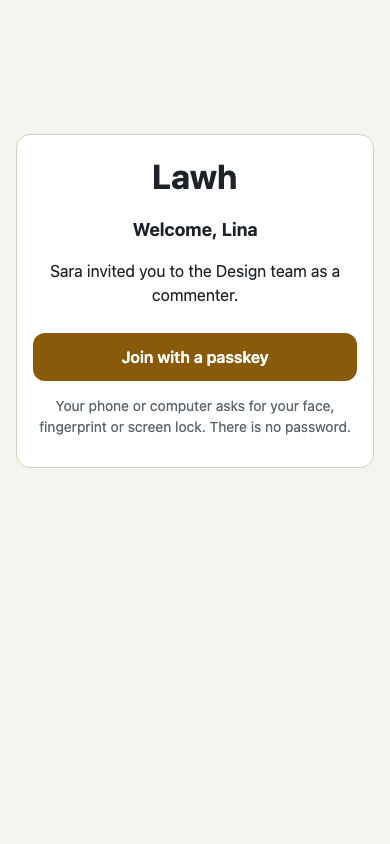 Lawh
Welcome, Lina
Sara invited you to the Design team as a
commenter.
Join with a passkey
Your phone or computer asks for your face,
fingerprint or screen lock. There is no password.